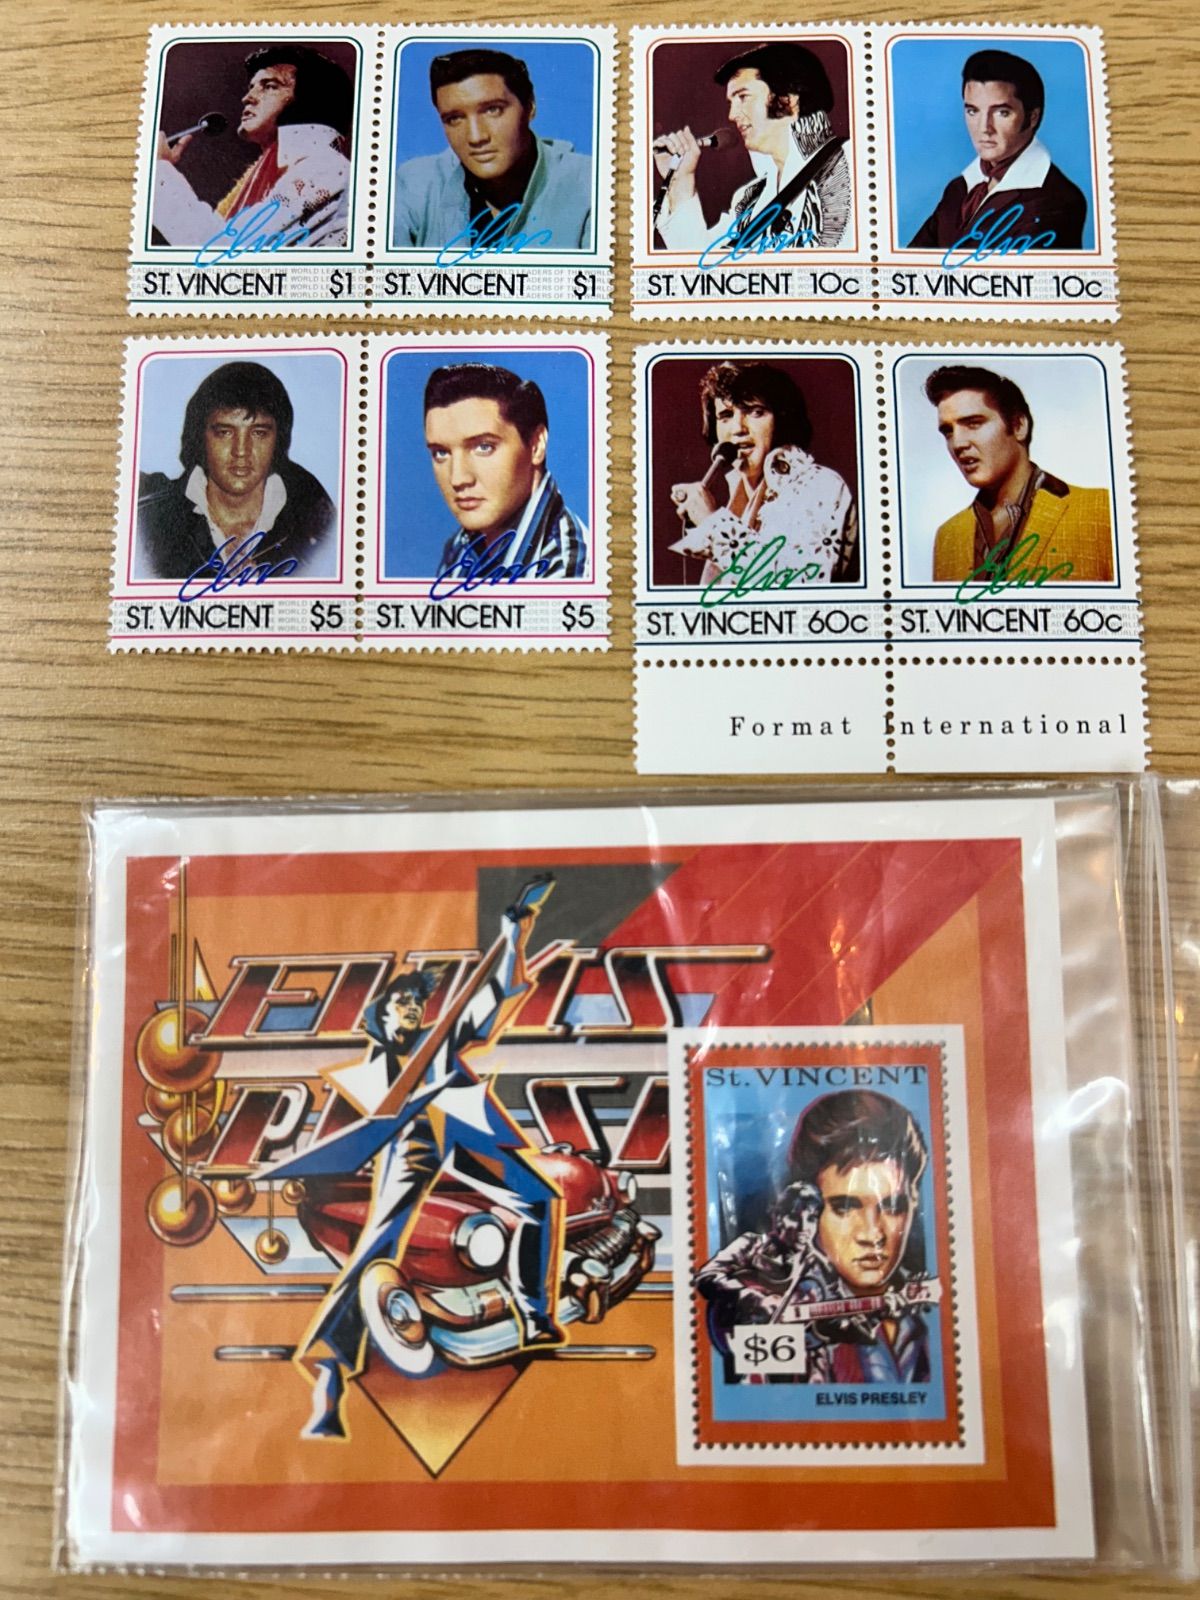 Elvis Elvis
ST. VINCENT $1 ST. VINCENT $1
Elvis Elvis
ST. VINCENT 10c ST. VINCENT 10c
Elvis Elvis
ST. VINCENT $5 ST. VINCENT $5
Elvis Elvis
ST. VINCENT 60c ST. VINCENT 60c
Format International
ELVIS
St. VINCENT
$6
ELVIS PRESLEY